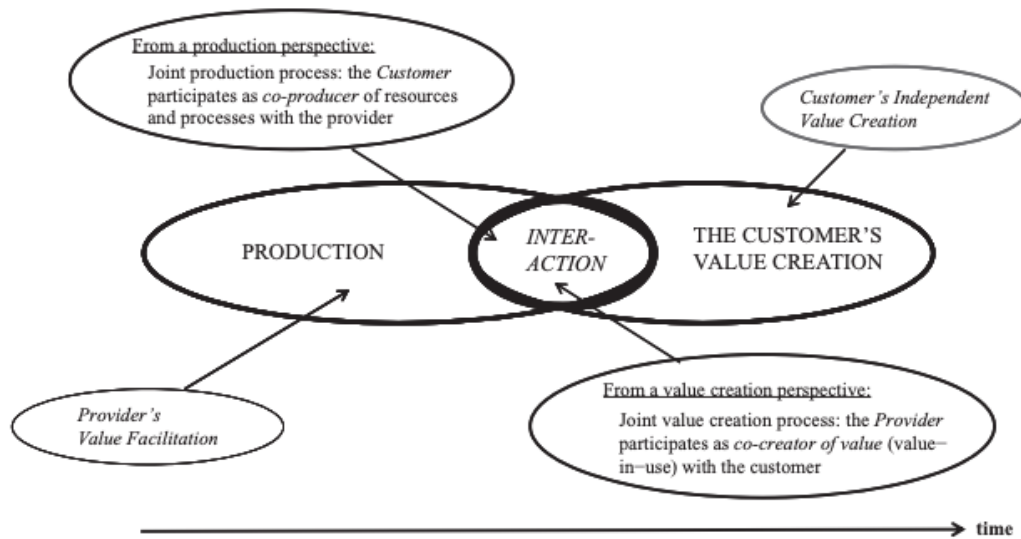 From a production perspective:
Joint production process: the Customer
participates as co-producer of resources
and processes with the provider
Customer's Independent
Value Creation
PRODUCTION
INTER-
ACTION
THE CUSTOMER'S
VALUE CREATION
Provider's
Value Facilitation
From a value creation perspective:
Joint value creation process: the Provider
participates as co-creator of value (value−
in−use) with the customer
time